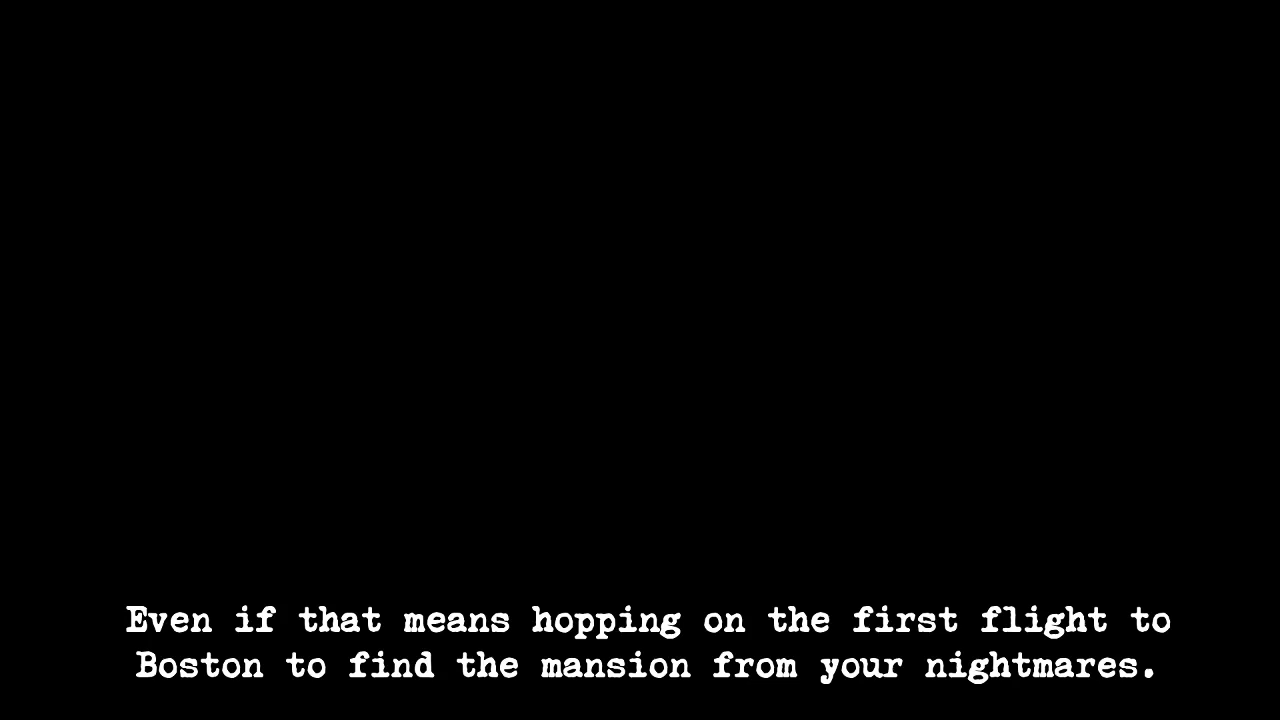 Even if that means hopping on the first flight to
Boston to find the mansion from your nightmares.